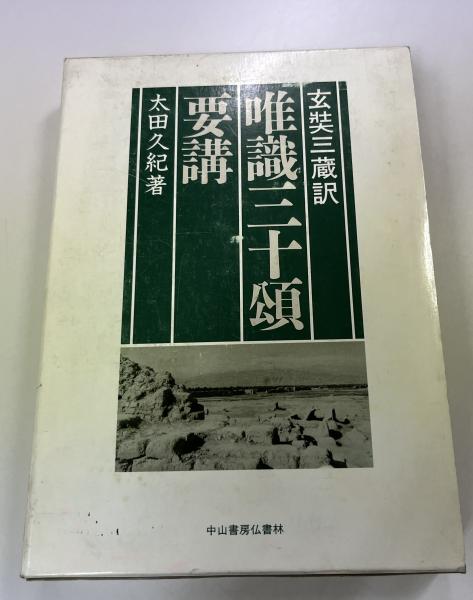 玄奘三蔵訳
唯識三十頌
要講
太田久紀著
中山書房仏書林